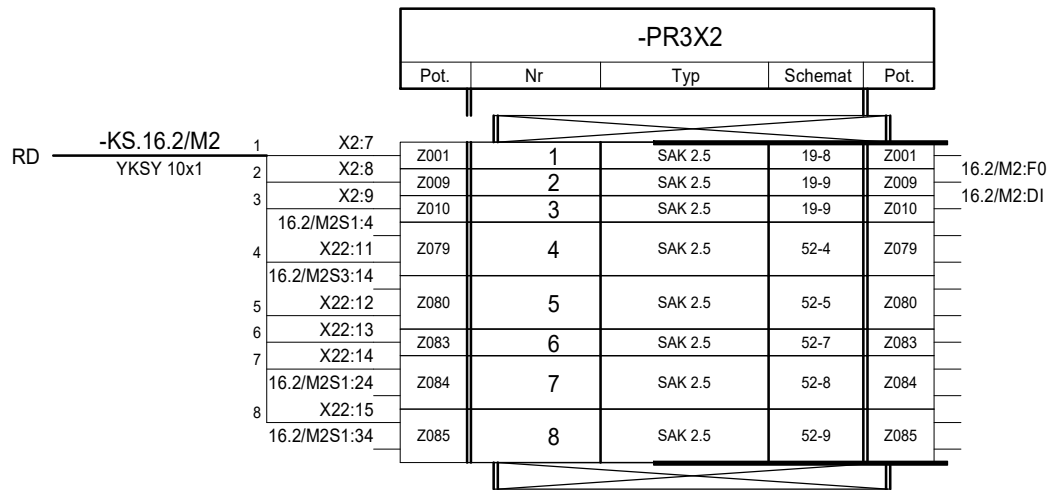 -PR3X2
Pot. Nr Typ Schemat Pot.
RD -KS.16.2/M2
YKSY 10x1
1 X2:7 Z001 1 SAK 2.5 19-8 Z001
2 X2:8 Z009 2 SAK 2.5 19-9 Z009 16.2/M2:F0
3 X2:9 Z010 3 SAK 2.5 19-9 Z010 16.2/M2:DI
16.2/M2S1:4
4 X22:11 Z079 4 SAK 2.5 52-4 Z079
16.2/M2S3:14
5 X22:12 Z080 5 SAK 2.5 52-5 Z080
6 X22:13 Z083 6 SAK 2.5 52-7 Z083
7 X22:14
16.2/M2S1:24 Z084 7 SAK 2.5 52-8 Z084
8 X22:15
16.2/M2S1:34 Z085 8 SAK 2.5 52-9 Z085